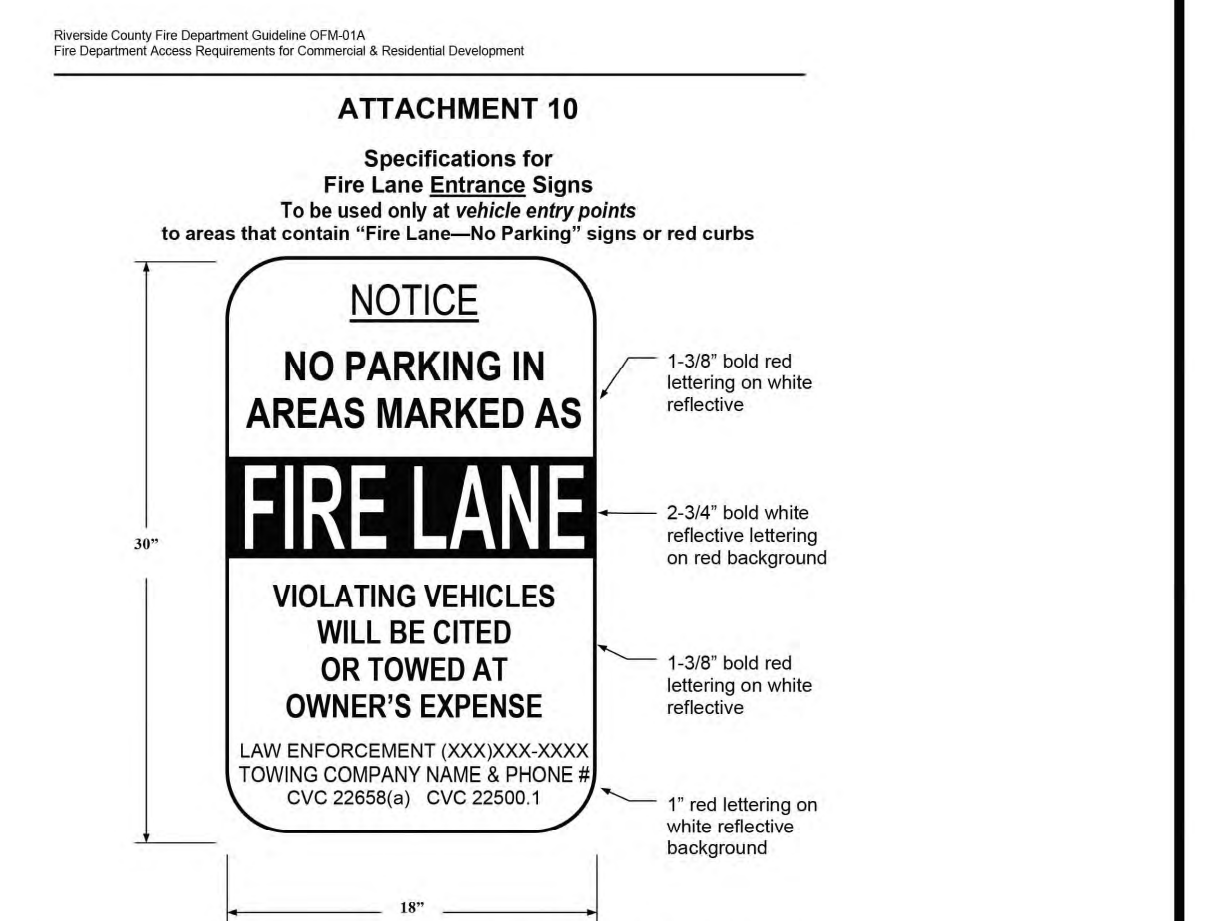 Riverside County Fire Department Guideline OFM-01A
Fire Department Access Requirements for Commercial & Residential Development
ATTACHMENT 10
Specifications for
Fire Lane Entrance Signs
To be used only at vehicle entry points
to areas that contain “Fire Lane—No Parking” signs or red curbs
NOTICE
NO PARKING IN
AREAS MARKED AS
FIRE LANE
VIOLATING VEHICLES
WILL BE CITED
OR TOWED AT
OWNER’S EXPENSE
LAW ENFORCEMENT (XXX)XXX-XXXX
TOWING COMPANY NAME & PHONE #
CVC 22658(a) CVC 22500.1
1-3/8” bold red
lettering on white
reflective
2-3/4” bold white
reflective lettering
on red background
1-3/8” bold red
lettering on white
reflective
1” red lettering on
white reflective
background
30”
18”